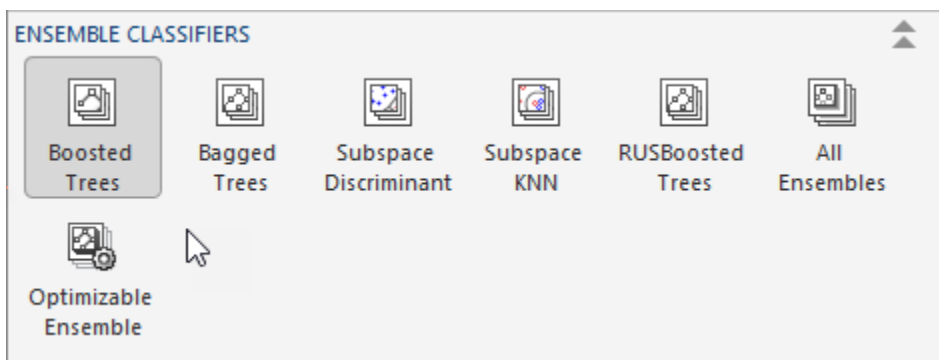 ENSEMBLE CLASSIFIERS
Boosted
Trees
Bagged
Trees
Subspace
Discriminant
Subspace
KNN
RUSBoosted
Trees
All
Ensembles
Optimizable
Ensemble